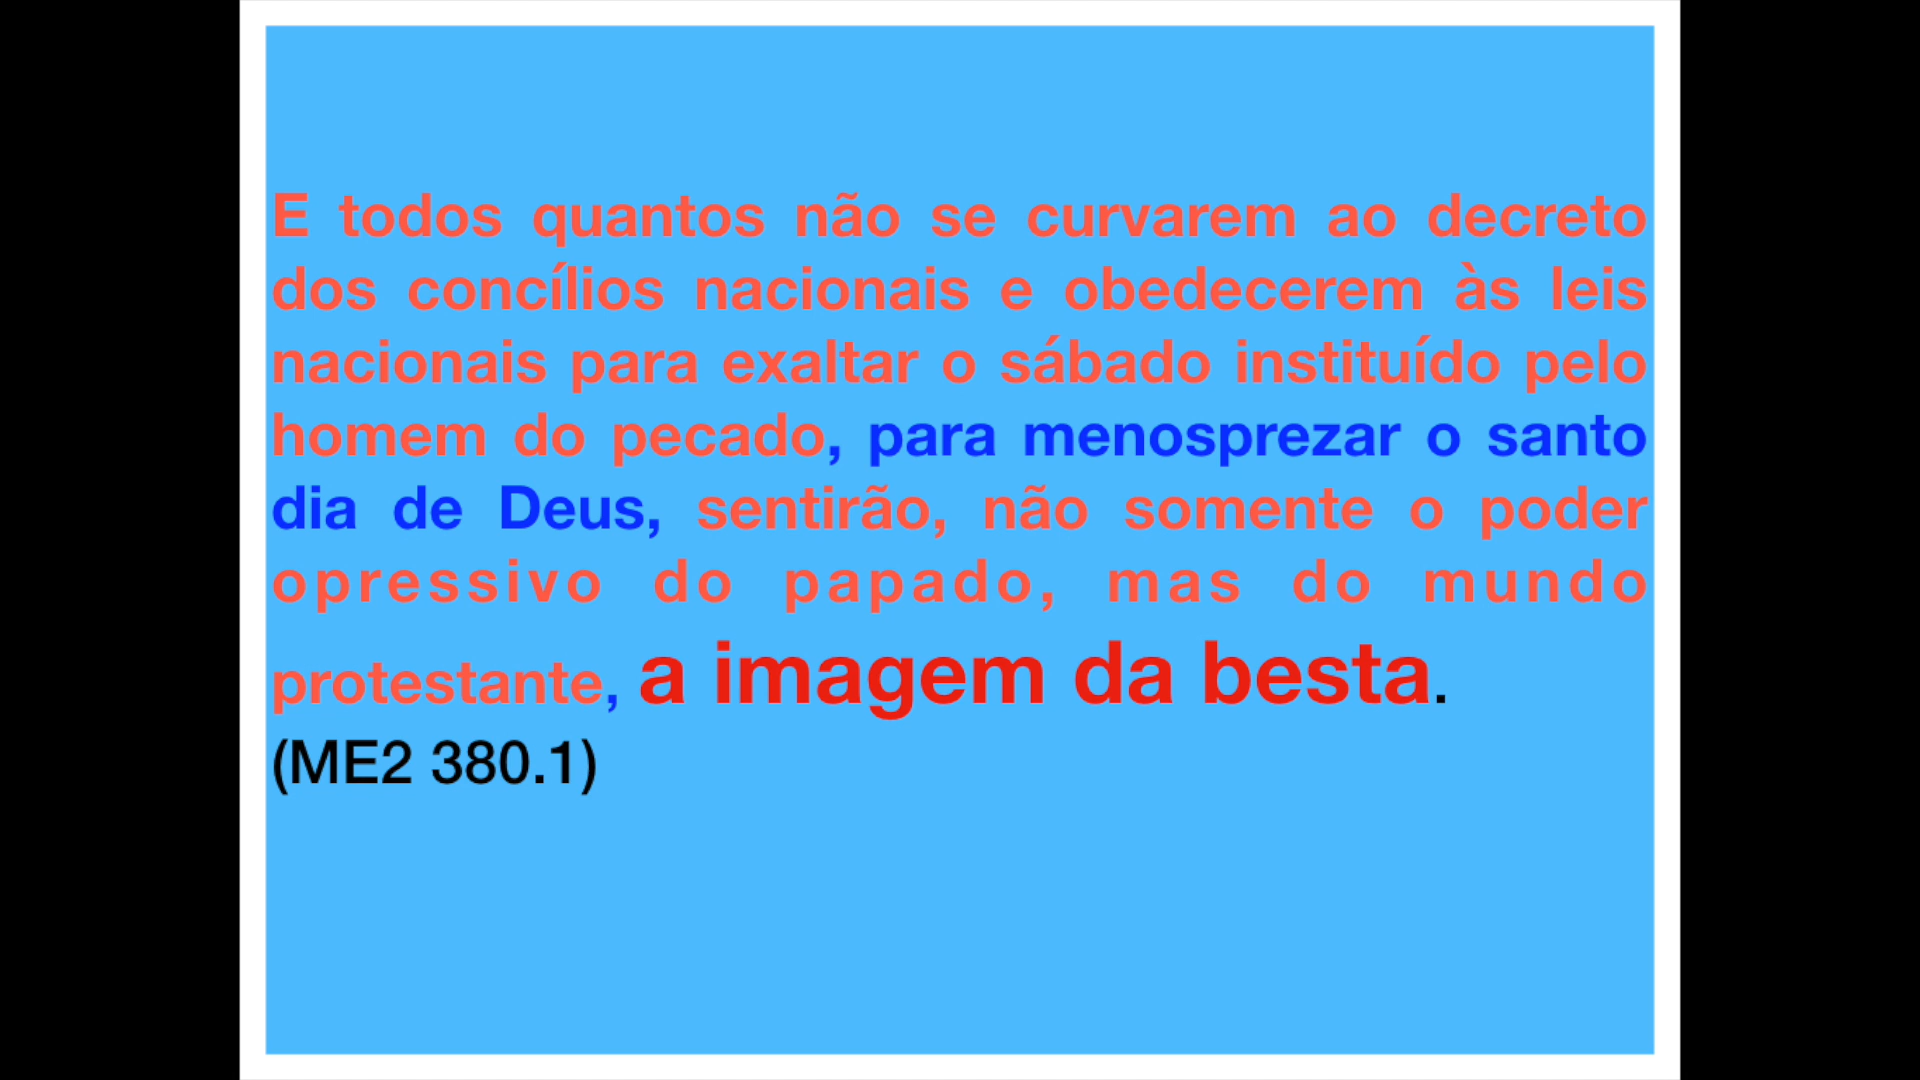 E todos quantos não se curvarem ao decreto
dos concílios nacionais e obedecerem às leis
nacionais para exaltar o sábado instituído pelo
homem do pecado, para menosprezar o santo
dia de Deus, sentirão, não somente o poder
opressivo do papado, mas do mundo
protestante, a imagem da besta.
(ME2 380.1)